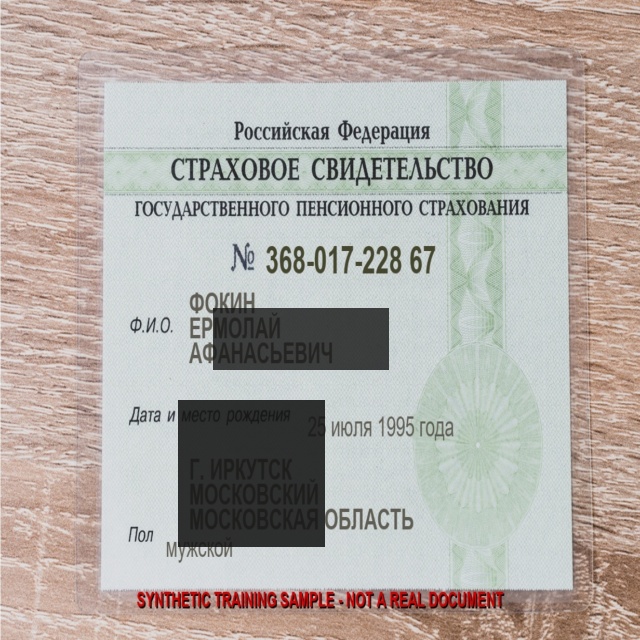 Российская Федерация
СТРАХОВОЕ СВИДЕТЕЛЬСТВО
ГОСУДАРСТВЕННОГО ПЕНСИОННОГО СТРАХОВАНИЯ
№ 368-017-228 67
ФОКИН
Ф.И.О. ЕРМОЛАЙ
АФАНАСЬЕВИЧ
Дата и место рождения
25 июля 1995 года
Г. ИРКУТСК
МОСКОВСКИЙ
МОСКОВСКАЯ ОБЛАСТЬ
Пол
мужской
SYNTHETIC TRAINING SAMPLE - NOT A REAL DOCUMENT